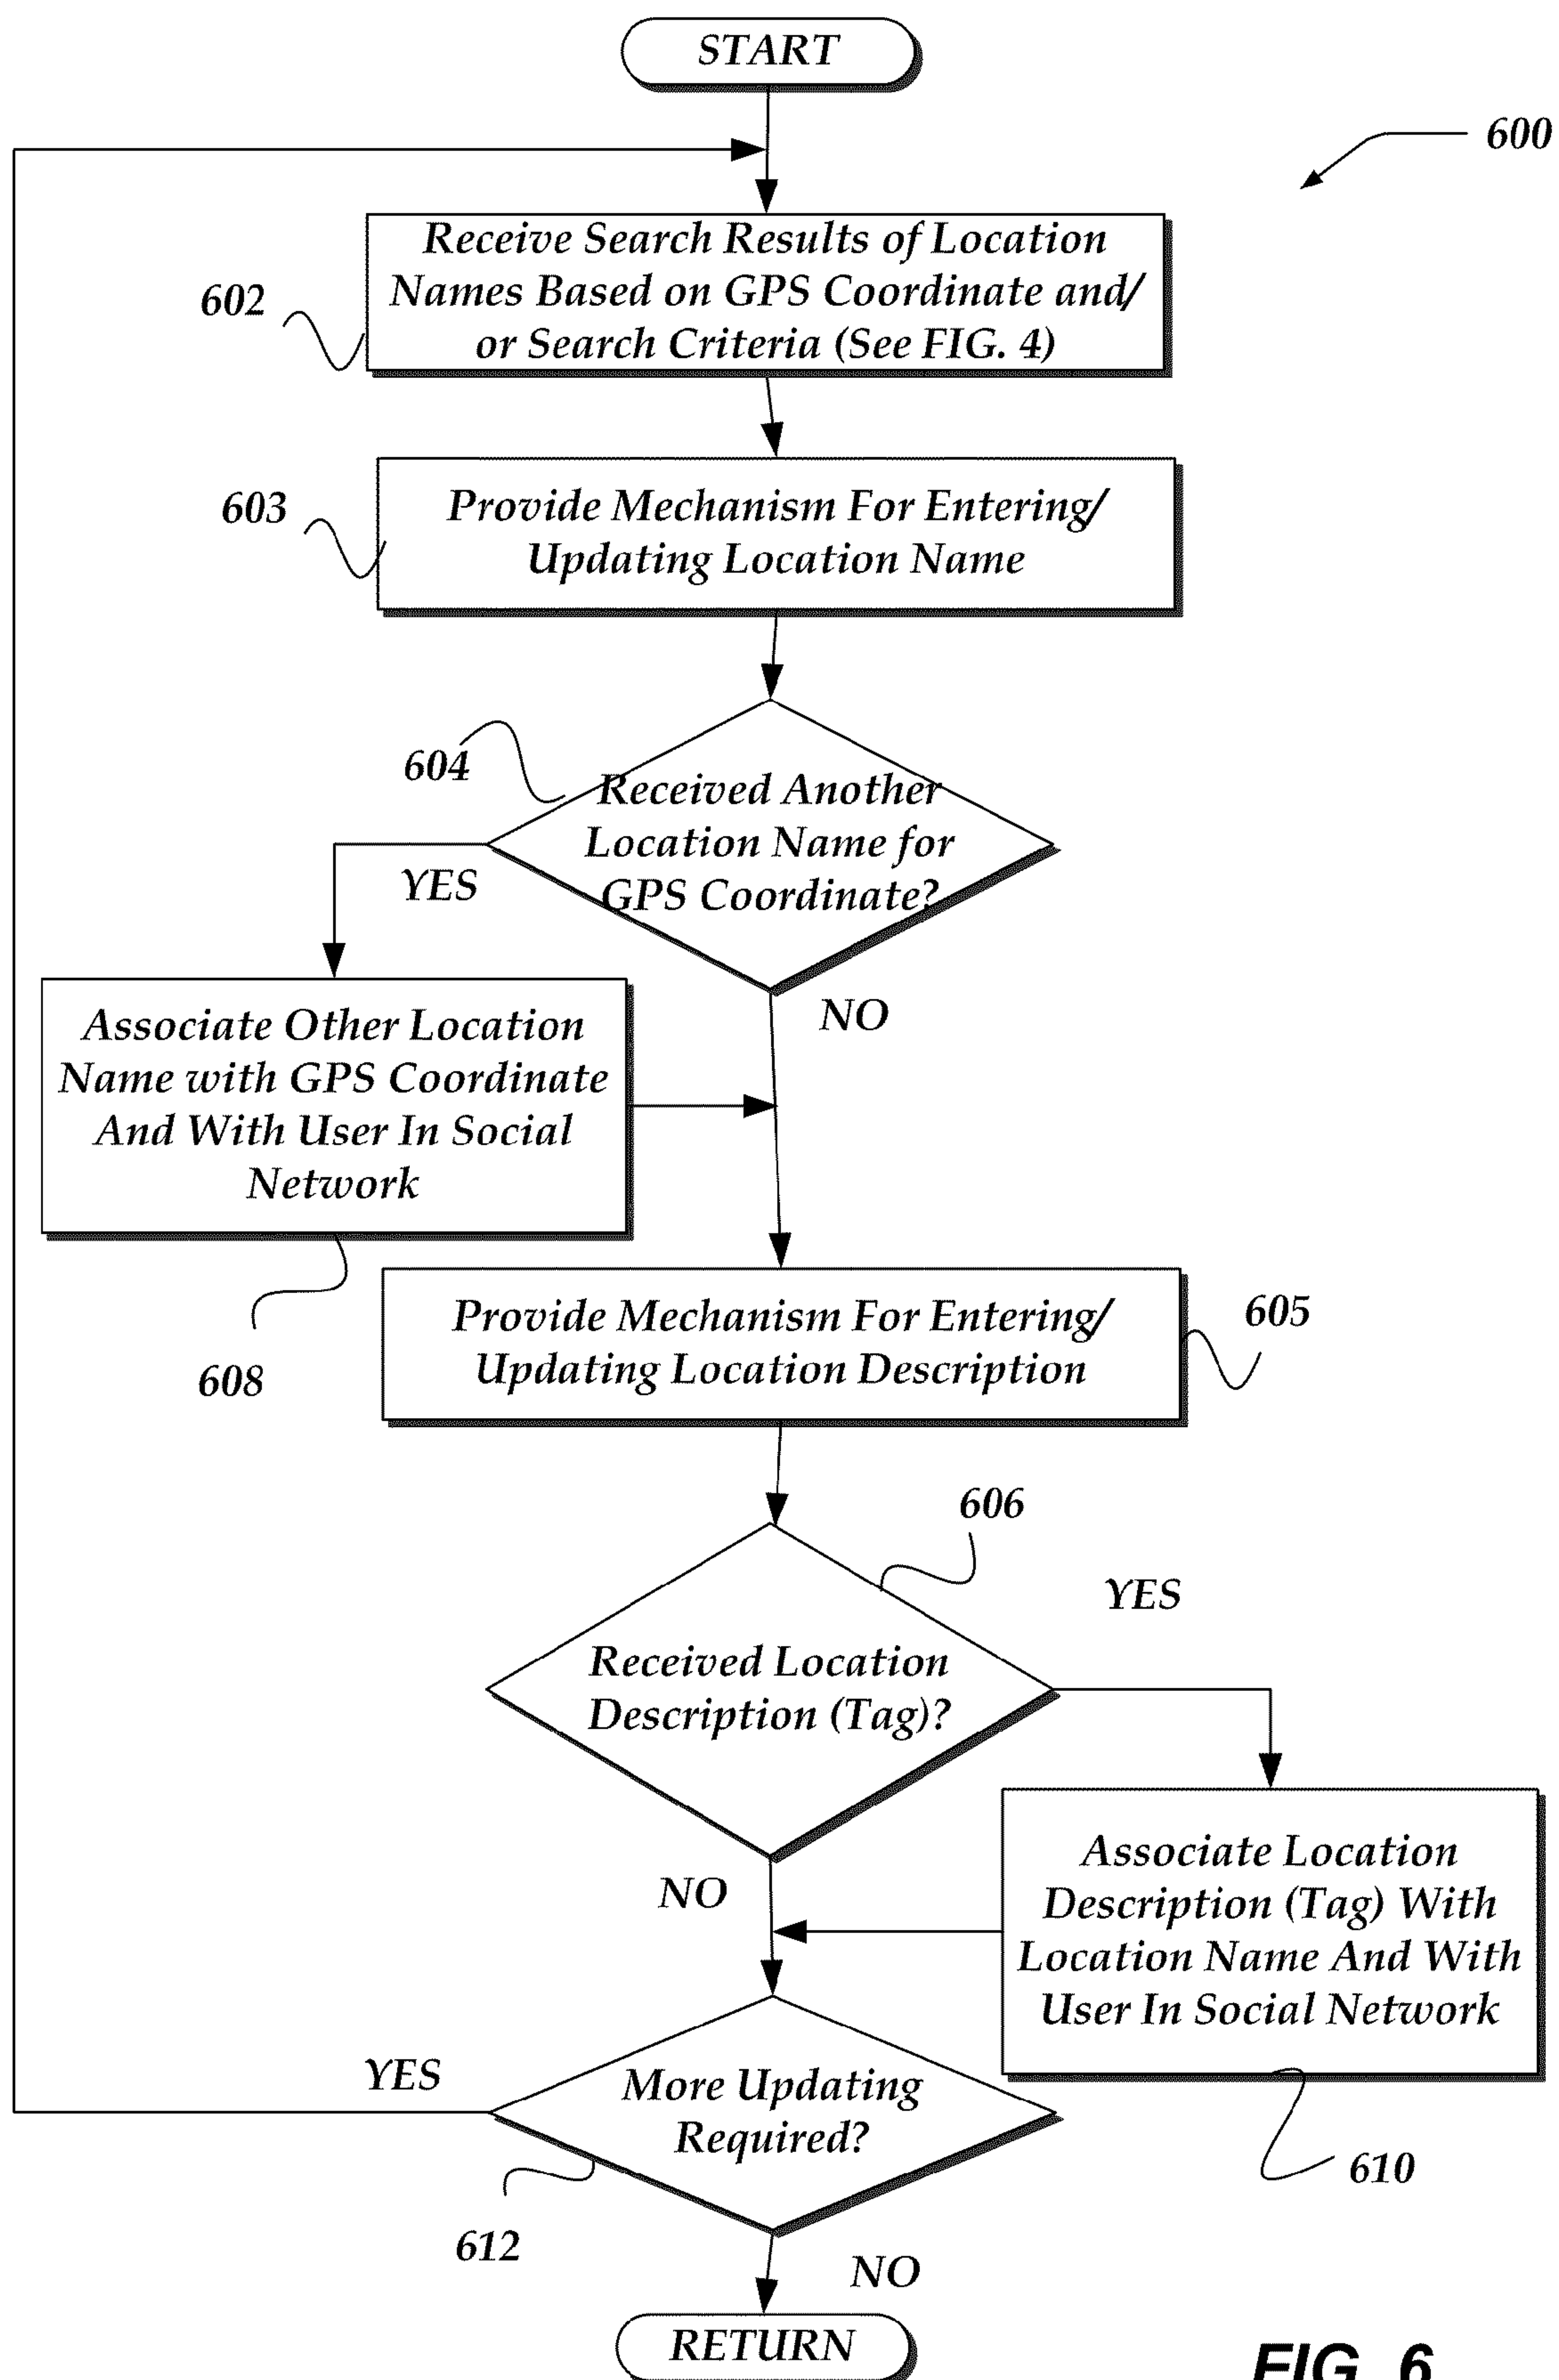 START
600
Receive Search Results of Location
Names Based on GPS Coordinate and/
or Search Criteria (See FIG. 4)
602
Provide Mechanism For Entering/
Updating Location Name
603
604
Received Another
Location Name for
GPS Coordinate?
YES
NO
Associate Other Location
Name with GPS Coordinate
And With User In Social
Network
608
Provide Mechanism For Entering/
Updating Location Description
605
606
Received Location
Description (Tag)?
YES
NO
Associate Location
Description (Tag) With
Location Name And With
User In Social Network
610
YES
More Updating
Required?
612
NO
RETURN
FIG. 6